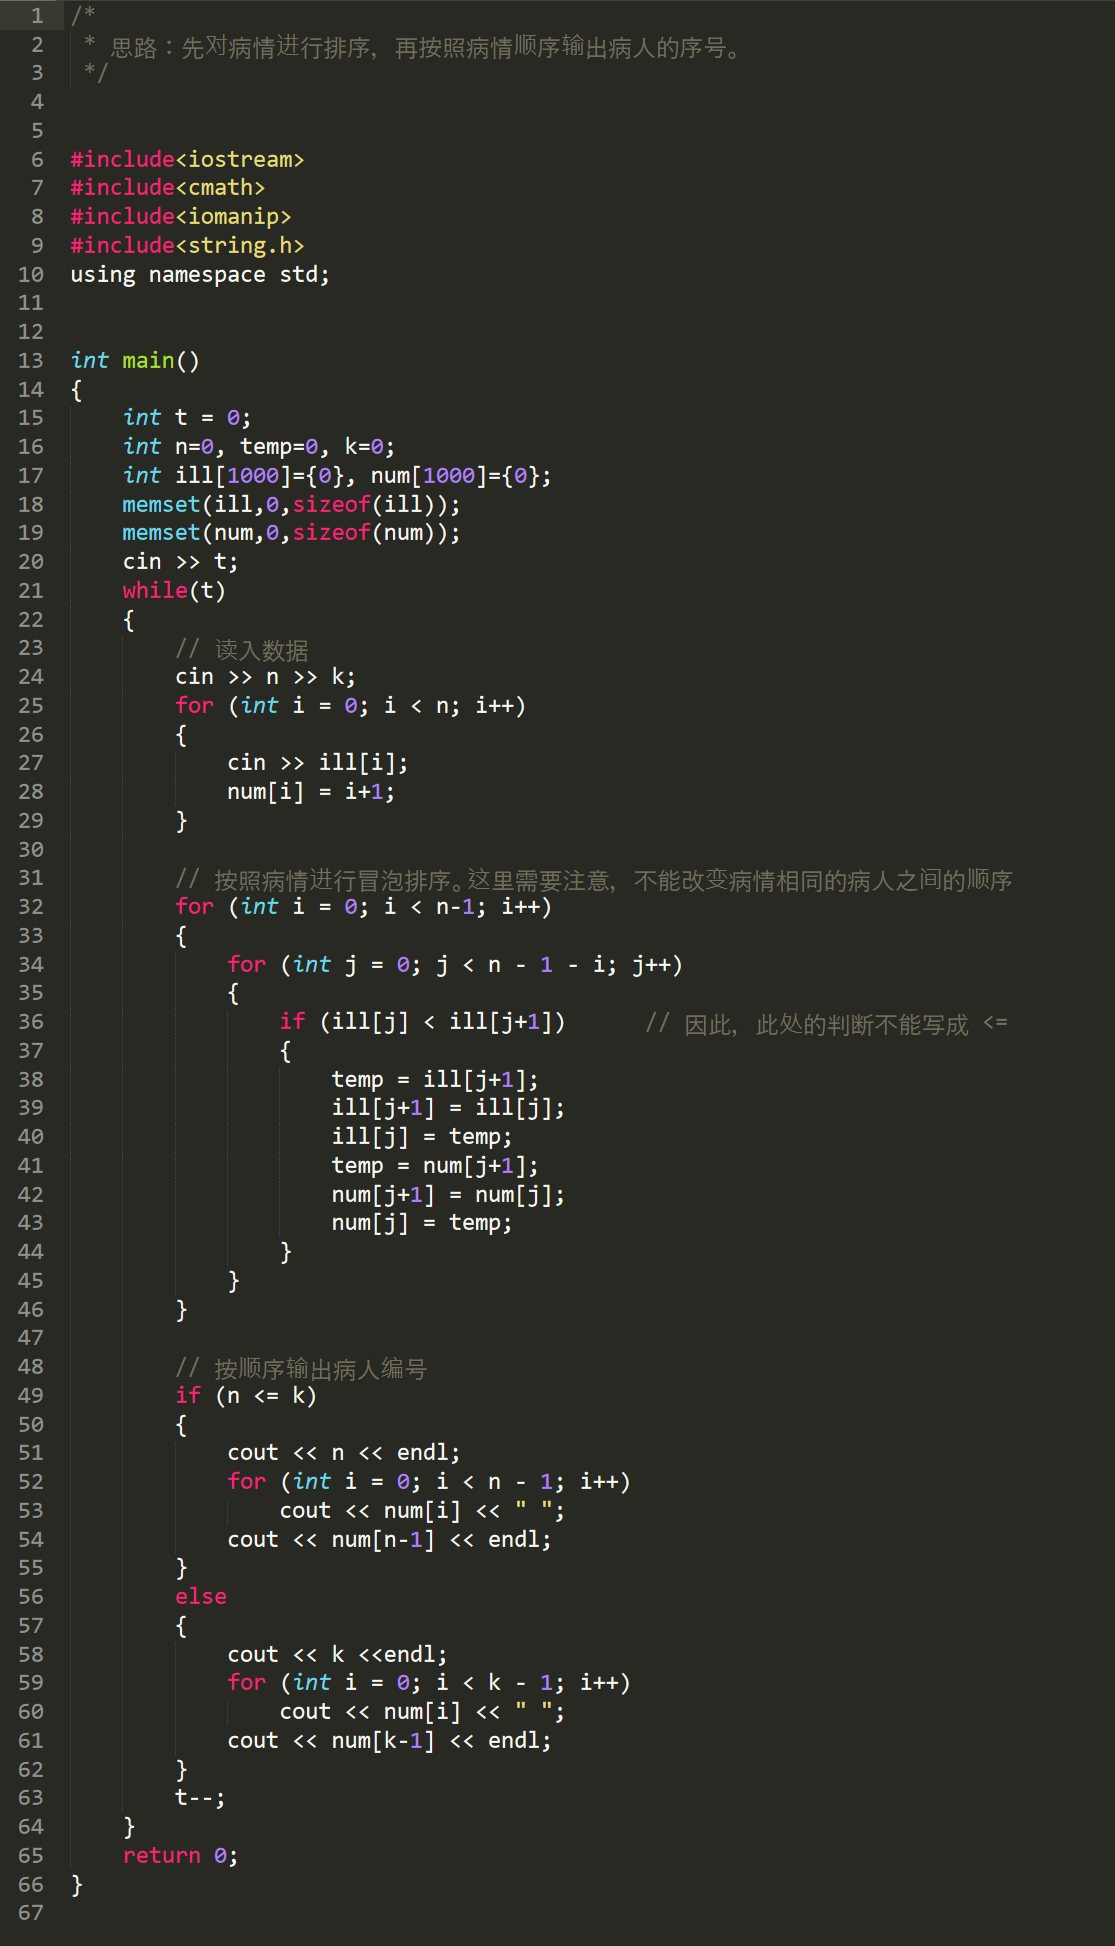 1 /*
2  * 思路：先对病情进行排序，再按照病情顺序输出病人的序号。
3  */
4
5
6 #include<iostream>
7 #include<cmath>
8 #include<iomanip>
9 #include<string.h>
10 using namespace std;
11
12
13 int main()
14 {
15     int t = 0;
16     int n=0, temp=0, k=0;
17     int ill[1000]={0}, num[1000]={0};
18     memset(ill,0,sizeof(ill));
19     memset(num,0,sizeof(num));
20     cin >> t;
21     while(t)
22     {
23         // 读入数据
24         cin >> n >> k;
25         for (int i = 0; i < n; i++)
26         {
27             cin >> ill[i];
28             num[i] = i+1;
29         }
30
31         // 按照病情进行冒泡排序。这里需要注意，不能改变病情相同的病人之间的顺序
32         for (int i = 0; i < n-1; i++)
33         {
34             for (int j = 0; j < n - 1 - i; j++)
35             {
36                 if (ill[j] < ill[j+1])      // 因此，此处的判断不能写成 <=
37                 {
38                     temp = ill[j+1];
39                     ill[j+1] = ill[j];
40                     ill[j] = temp;
41                     temp = num[j+1];
42                     num[j+1] = num[j];
43                     num[j] = temp;
44                 }
45             }
46         }
47
48         // 按顺序输出病人编号
49         if (n <= k)
50         {
51             cout << n << endl;
52             for (int i = 0; i < n - 1; i++)
53                 cout << num[i] << " ";
54             cout << num[n-1] << endl;
55         }
56         else
57         {
58             cout << k <<endl;
59             for (int i = 0; i < k - 1; i++)
60                 cout << num[i] << " ";
61             cout << num[k-1] << endl;
62         }
63         t--;
64     }
65     return 0;
66 }
67